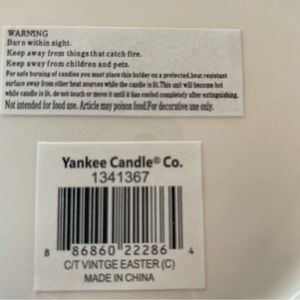 WARNING
Burn within sight.
Keep away from things that catch fire.
Keep away from children and pets.
For safe burning of candles you must place this holder on a protected.heat resistant
surface away from other heat sources while the candle is lit.This unit will become hot
while candle is lit, do not touch or move it until it has cooled completely after extinguishing.
Not intended for food use. Article may poison food.For decorative use only.
Yankee Candle® Co.
1341367
8 86860 22286 4
C/T VINTGE EASTER (C)
MADE IN CHINA